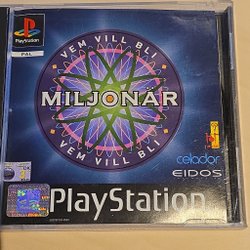 PlayStation
PAL
VEM VILL BLI
MILJONÄR
VEM VILL BLI
celador
EIDOS
PlayStation